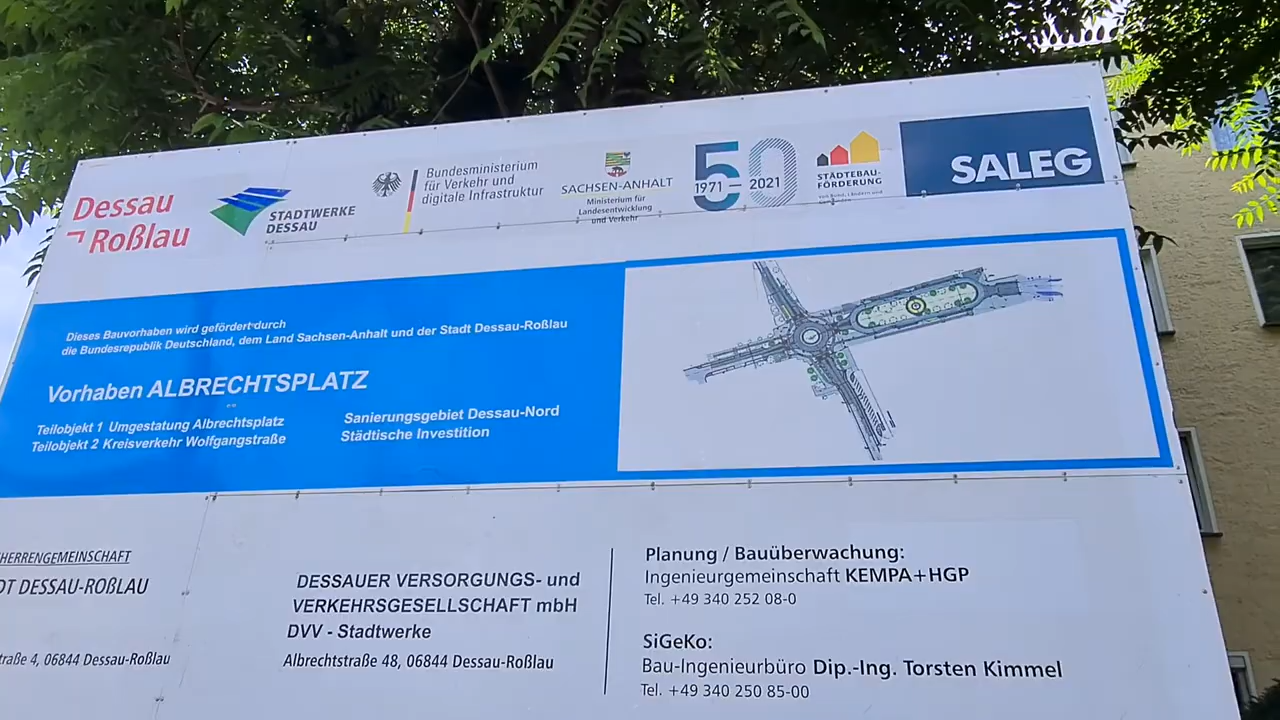 Dessau
Roßlau
STADTWERKE
DESSAU
Bundesministerium
für Verkehr und
digitale Infrastruktur
SACHSEN-ANHALT
Ministerium für
Landesentwicklung
und Verkehr
50
1971 — 2021
STÄDTEBAU-
FÖRDERUNG
Von Bund, Ländern und
Gemeinden
SALEG
Dieses Bauvorhaben wird gefördert durch
die Bundesrepublik Deutschland, dem Land Sachsen-Anhalt und der Stadt Dessau-Roßlau
Vorhaben ALBRECHTSPLATZ
Teilobjekt 1 Umgestatung Albrechtsplatz
Teilobjekt 2 Kreisverkehr Wolfgangstraße
Sanierungsgebiet Dessau-Nord
Städtische Investition
HERRENGEMEINSCHAFT
DT DESSAU-ROßLAU
traße 4, 06844 Dessau-Roßlau
DESSAUER VERSORGUNGS- und
VERKEHRSGESELLSCHAFT mbH
DVV - Stadtwerke
Albrechtstraße 48, 06844 Dessau-Roßlau
Planung / Bauüberwachung:
Ingenieurgemeinschaft KEMPA+HGP
Tel. +49 340 252 08-0
SiGeKo:
Bau-Ingenieurbüro Dip.-Ing. Torsten Kimmel
Tel. +49 340 250 85-00